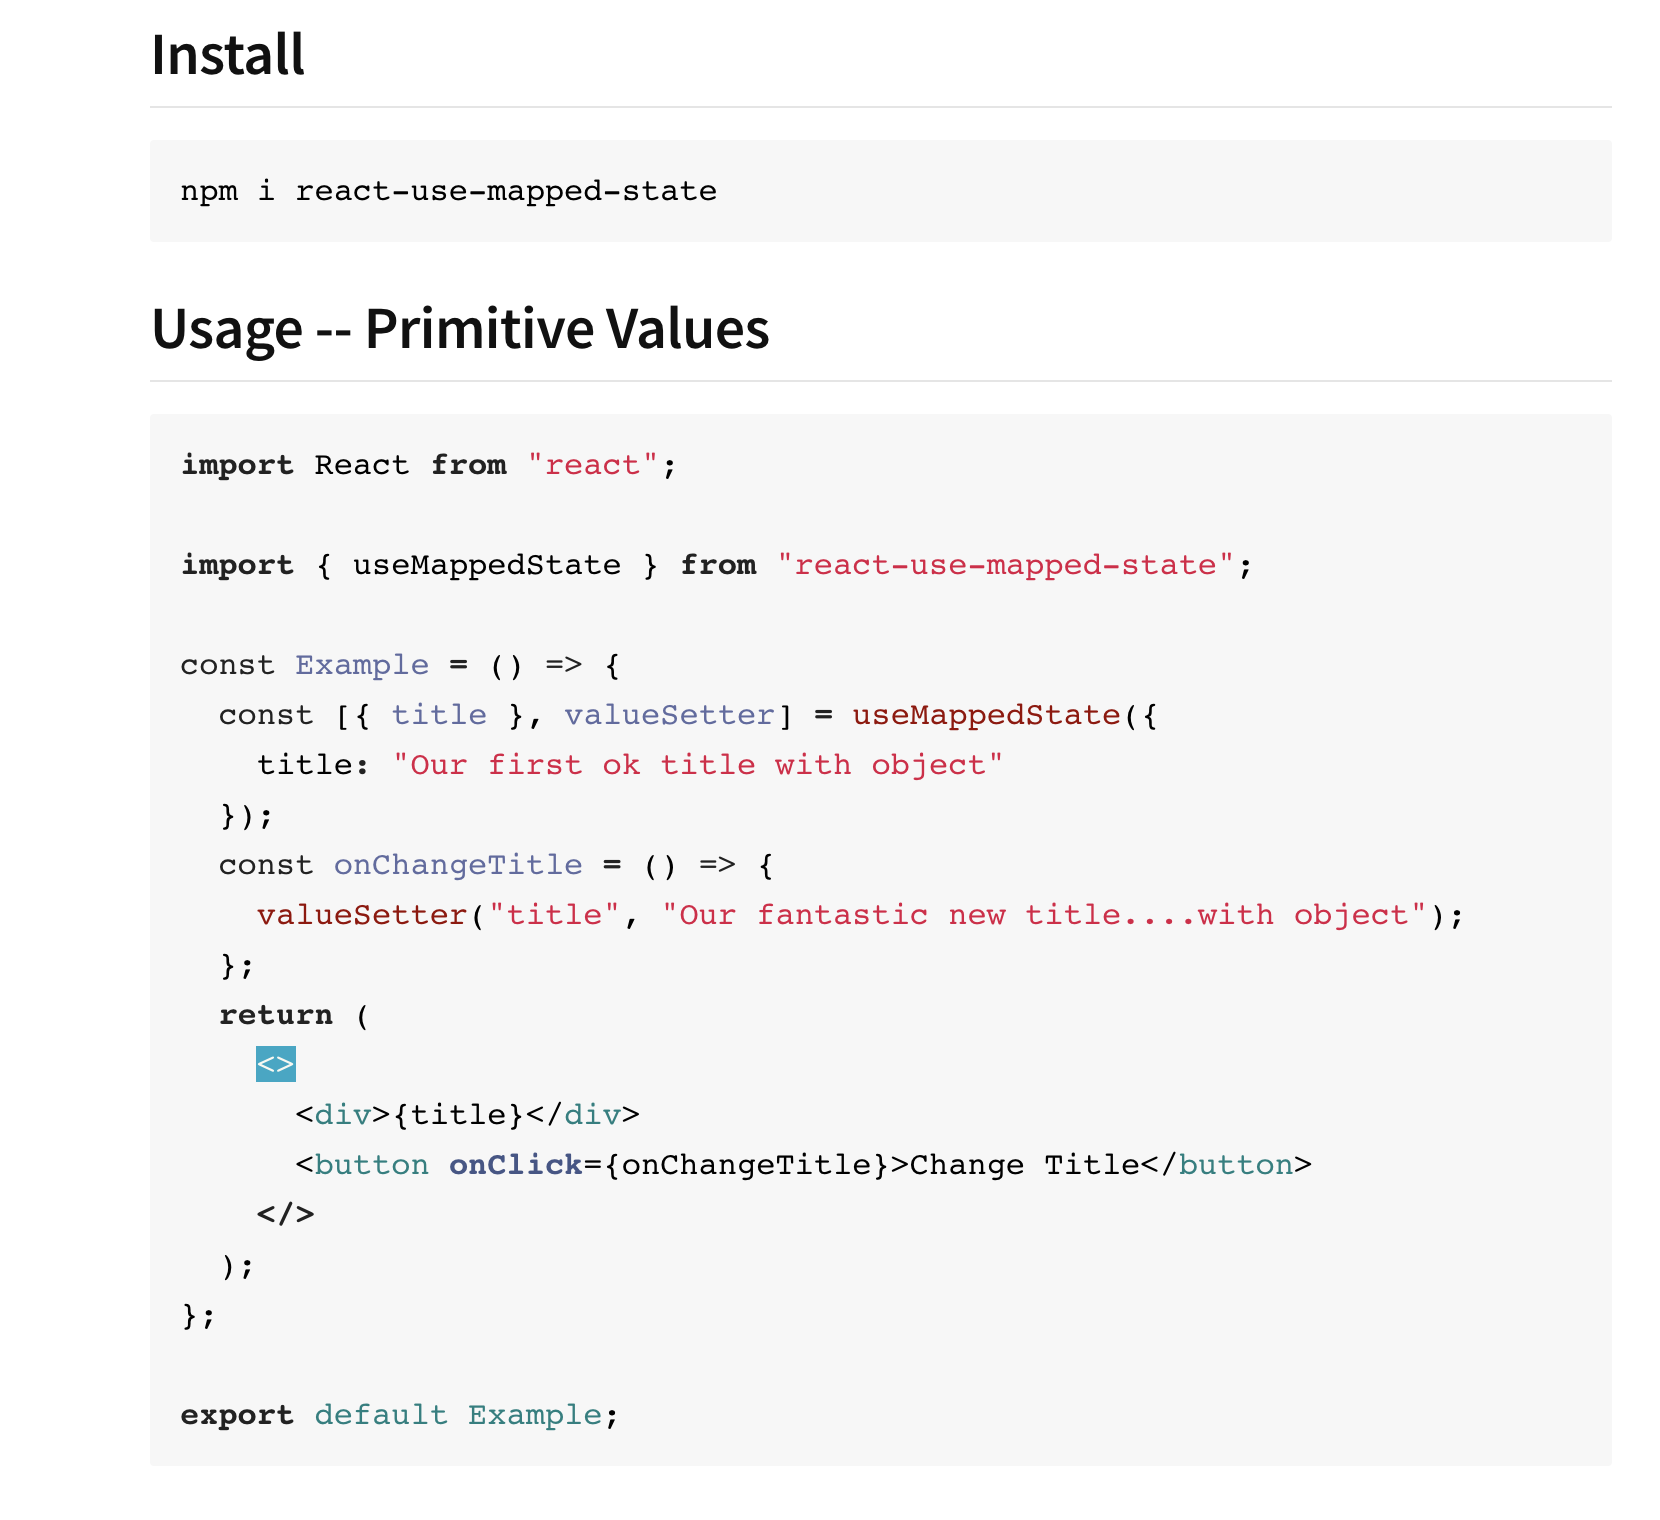 Install
npm i react-use-mapped-state
Usage -- Primitive Values
import React from "react";
import { useMappedState } from "react-use-mapped-state";
const Example = () => {
  const [{ title }, valueSetter] = useMappedState({
    title: "Our first ok title with object"
  });
  const onChangeTitle = () => {
    valueSetter("title", "Our fantastic new title....with object");
  };
  return (
    <>
      <div>{title}</div>
      <button onClick={onChangeTitle}>Change Title</button>
    </>
  );
};
export default Example;